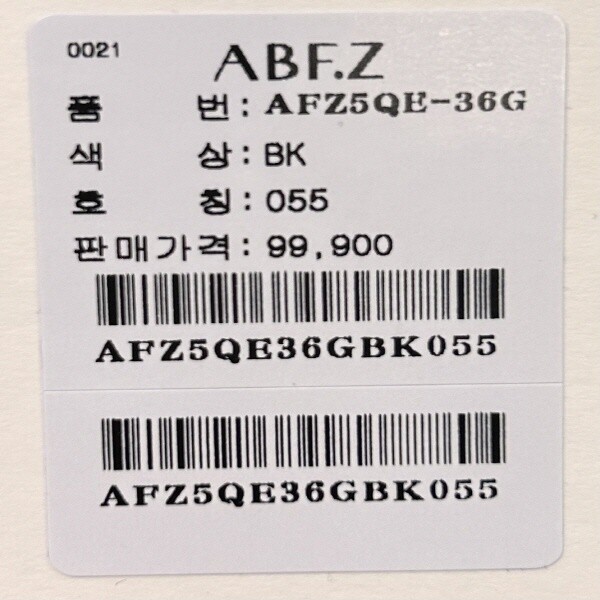 0021
ABF.Z
품 번 : AFZ5QE-36G
색 상 : BK
호 칭 : 055
판매가격 : 99,900
AFZ5QE36GBK055
AFZ5QE36GBK055